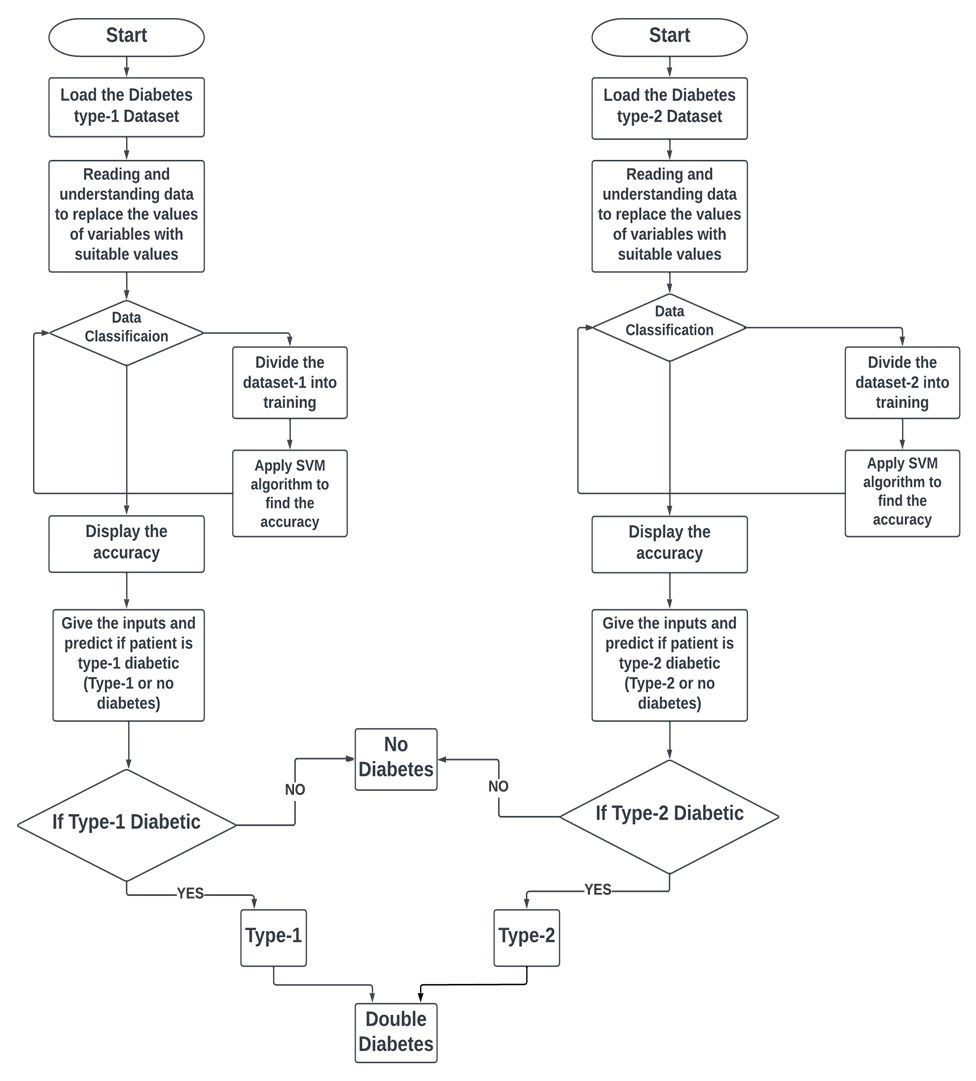 Start
Load the Diabetes
type-1 Dataset
Reading and
understanding data
to replace the values
of variables with
suitable values
Data
Classificaion
Divide the
dataset-1 into
training
Apply SVM
algorithm to
find the
accuracy
Display the
accuracy
Give the inputs and
predict if patient is
type-1 diabetic
(Type-1 or no
diabetes)
If Type-1 Diabetic
NO
YES
Type-1
Start
Load the Diabetes
type-2 Dataset
Reading and
understanding data
to replace the values
of variables with
suitable values
Data
Classification
Divide the
dataset-2 into
training
Apply SVM
algorithm to
find the
accuracy
Display the
accuracy
Give the inputs and
predict if patient is
type-2 diabetic
(Type-2 or no
diabetes)
If Type-2 Diabetic
NO
YES
Type-2
No
Diabetes
Double
Diabetes